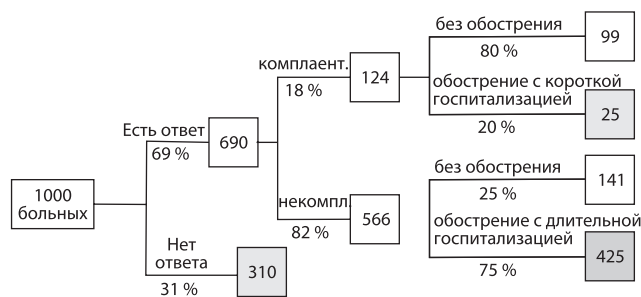 без обострения
80 %
99
комплаент.
18 %
124
обострение с короткой
госпитализацией
20 %
25
Есть ответ
69 %
690
без обострения
25 %
141
1000
больных
некомпл.
82 %
566
обострение с длительной
госпитализацией
75 %
425
Нет
ответа
31 %
310